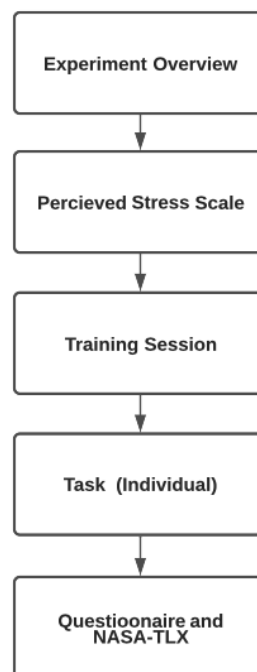 Experiment Overview
Percieved Stress Scale
Training Session
Task (Individual)
Questioonaire and
NASA-TLX